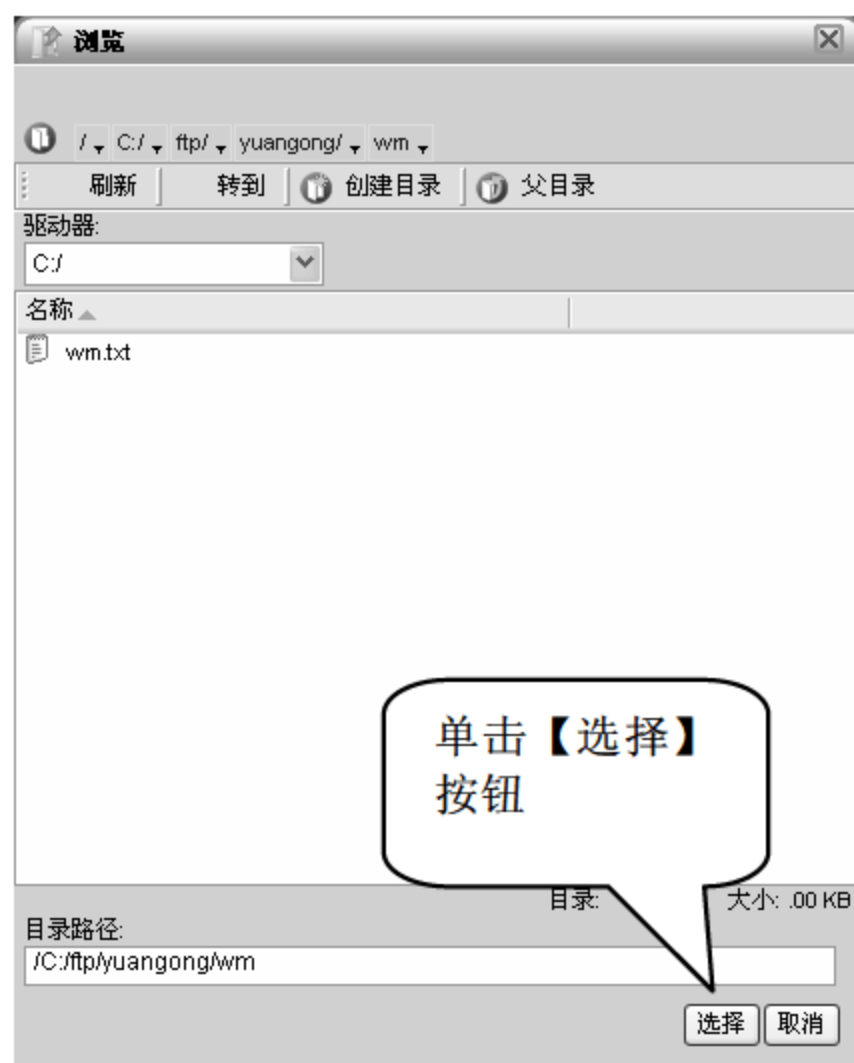 浏览
/ C:/ ftp/ yuangong/ wm
刷新 转到 创建目录 父目录
驱动器:
C:/
名称
wm.txt
单击【选择】
按钮
目录: 大小: .00 KB
目录路径:
/C:/ftp/yuangong/wm
选择 取消